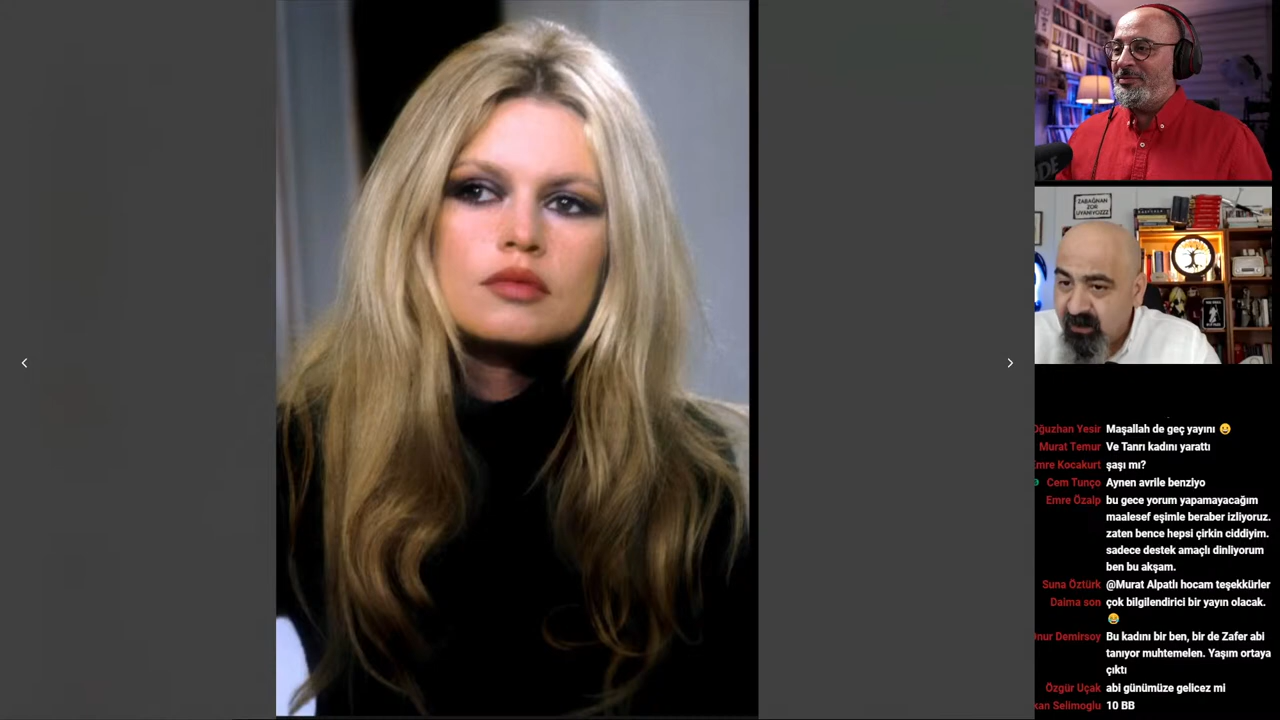 ZABAĞNAN
ZOR
UYANIYOZZZ
Oğuzhan Yesir Maşallah de geç yayını 😀
Murat Temur Ve Tanrı kadını yarattı
Emre Kocakurt şaşı mı?
Cem Tunço Aynen avrile benziyo
Emre Özalp bu gece yorum yapamayacağım
maalesef eşimle beraber izliyoruz.
zaten bence hepsi çirkin ciddiyim.
sadece destek amaçlı dinliyorum
ben bu akşam.
Suna Öztürk @Murat Alpatlı hocam teşekkürler
Daima son çok bilgilendirici bir yayın olacak.
😂
Onur Demirsoy Bu kadını bir ben, bir de Zafer abi
tanıyor muhtemelen. Yaşım ortaya
çıktı
Özgür Uçak abi günümüze gelicez mi
kan Selimoglu 10 BB